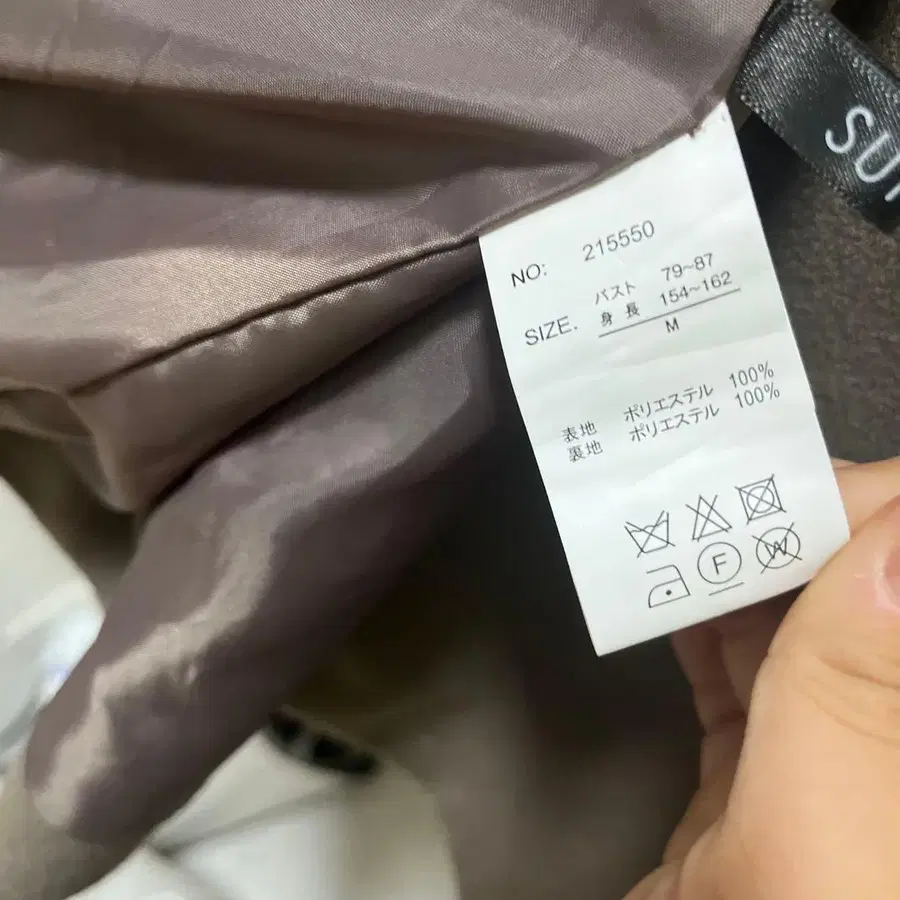 SU
NO: 215550
バスト 79~87
SIZE. 身長 154~162
M
表地 ポリエステル 100%
裏地 ポリエステル 100%
F
W